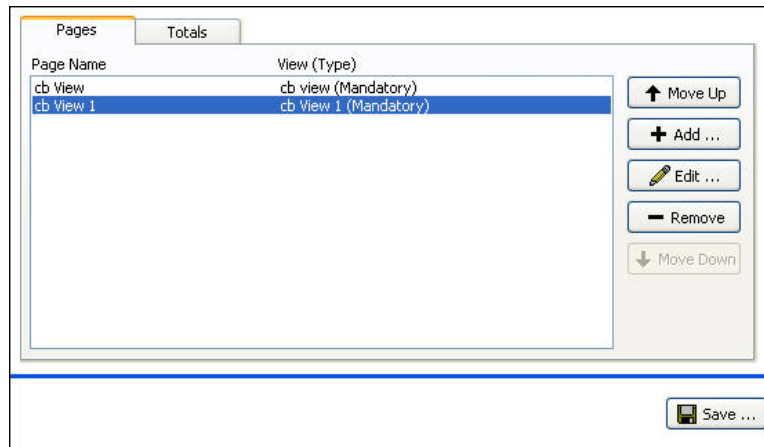 Pages Totals
Page Name View (Type)
cb View cb view (Mandatory)
cb View 1 cb View 1 (Mandatory)
Move Up
Add ...
Edit ...
Remove
Move Down
Save ...